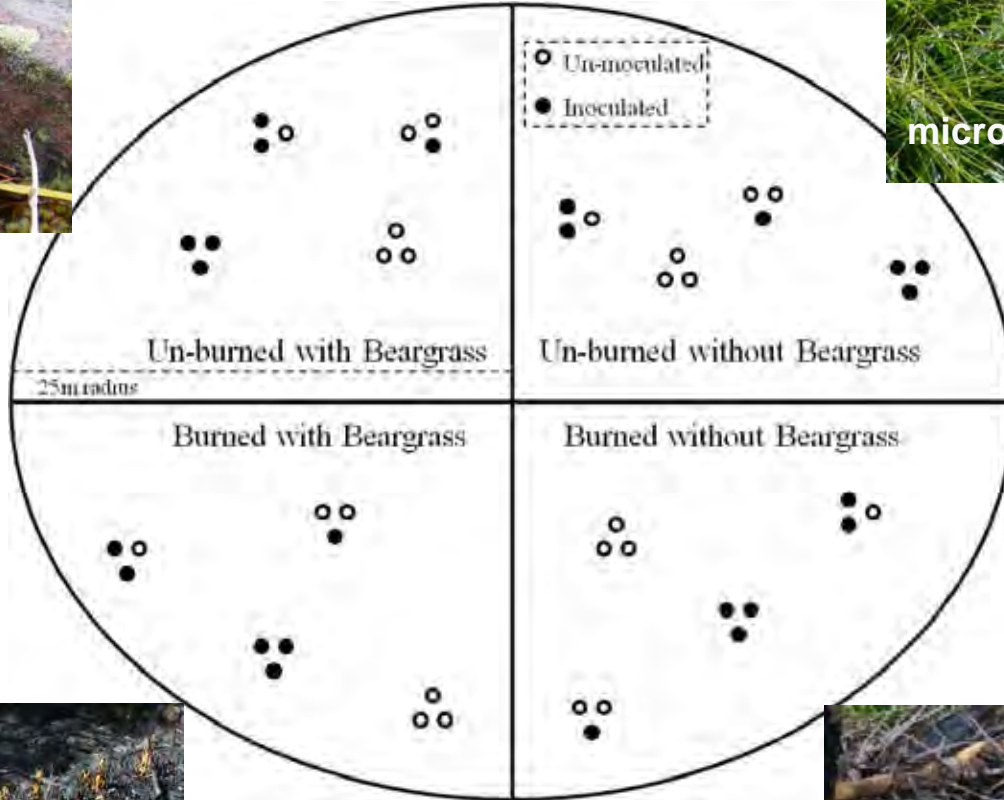 Un-moculated
Inoculated
micro
Un-burned with Beargrass
Un-burned without Beargrass
25m radius
Burned with Beargrass
Burned without Beargrass